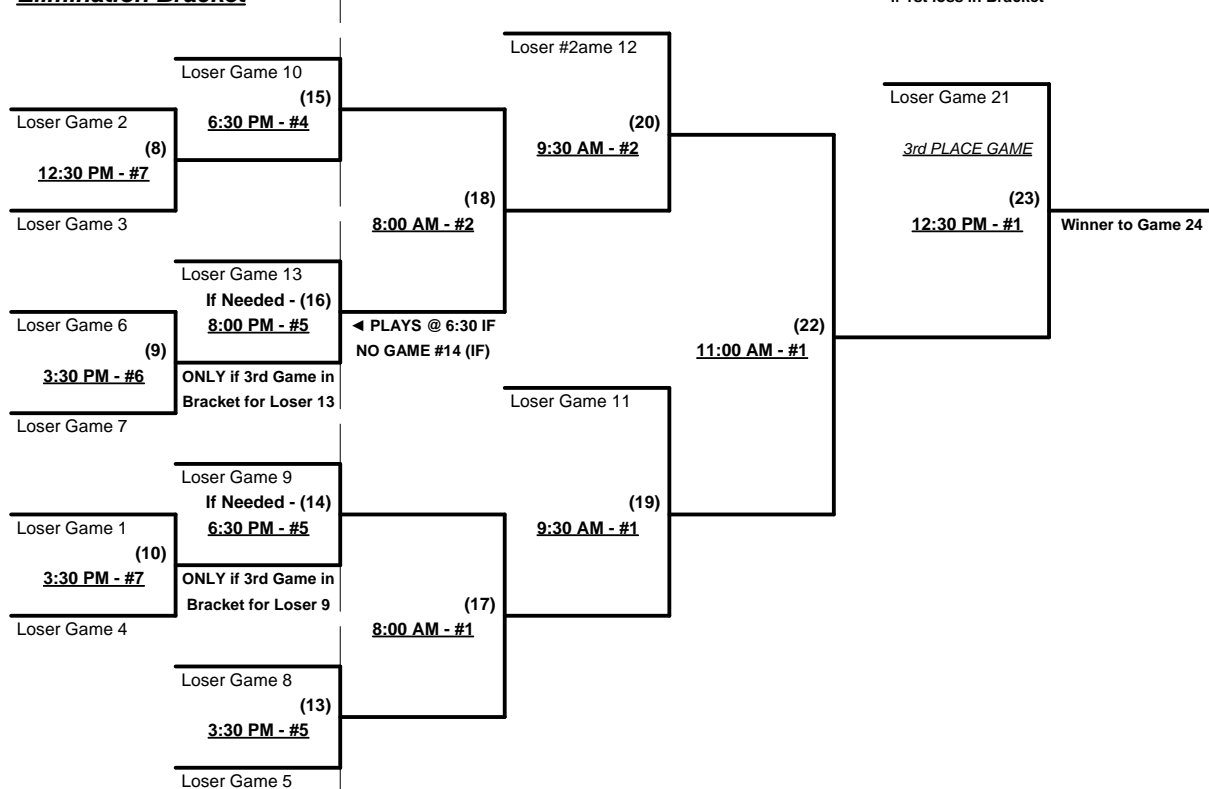 Elimination Bracket
if 1st loss in Bracket
Loser #2ame 12
Loser Game 10
(15)
6:30 PM - #4
Loser Game 21
Loser Game 2
(8)
12:30 PM - #7
(20)
9:30 AM - #2
3rd PLACE GAME
Loser Game 3
(18)
8:00 AM - #2
(23)
12:30 PM - #1
Winner to Game 24
Loser Game 13
If Needed - (16)
8:00 PM - #5
Loser Game 6
(9)
3:30 PM - #6
◄ PLAYS @ 6:30 IF
NO GAME #14 (IF)
(22)
11:00 AM - #1
ONLY if 3rd Game in
Bracket for Loser 13
Loser Game 11
Loser Game 7
Loser Game 9
If Needed - (14)
6:30 PM - #5
(19)
9:30 AM - #1
Loser Game 1
(10)
3:30 PM - #7
ONLY if 3rd Game in
Bracket for Loser 9
(17)
8:00 AM - #1
Loser Game 4
Loser Game 8
(13)
3:30 PM - #5
Loser Game 5